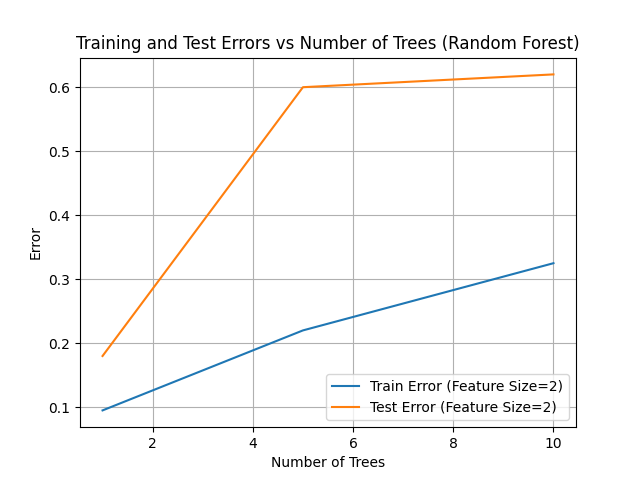 Training and Test Errors vs Number of Trees (Random Forest)
0.6
0.5
0.4
0.3
0.2
0.1
Error
Train Error (Feature Size=2)
Test Error (Feature Size=2)
2 4 6 8 10
Number of Trees